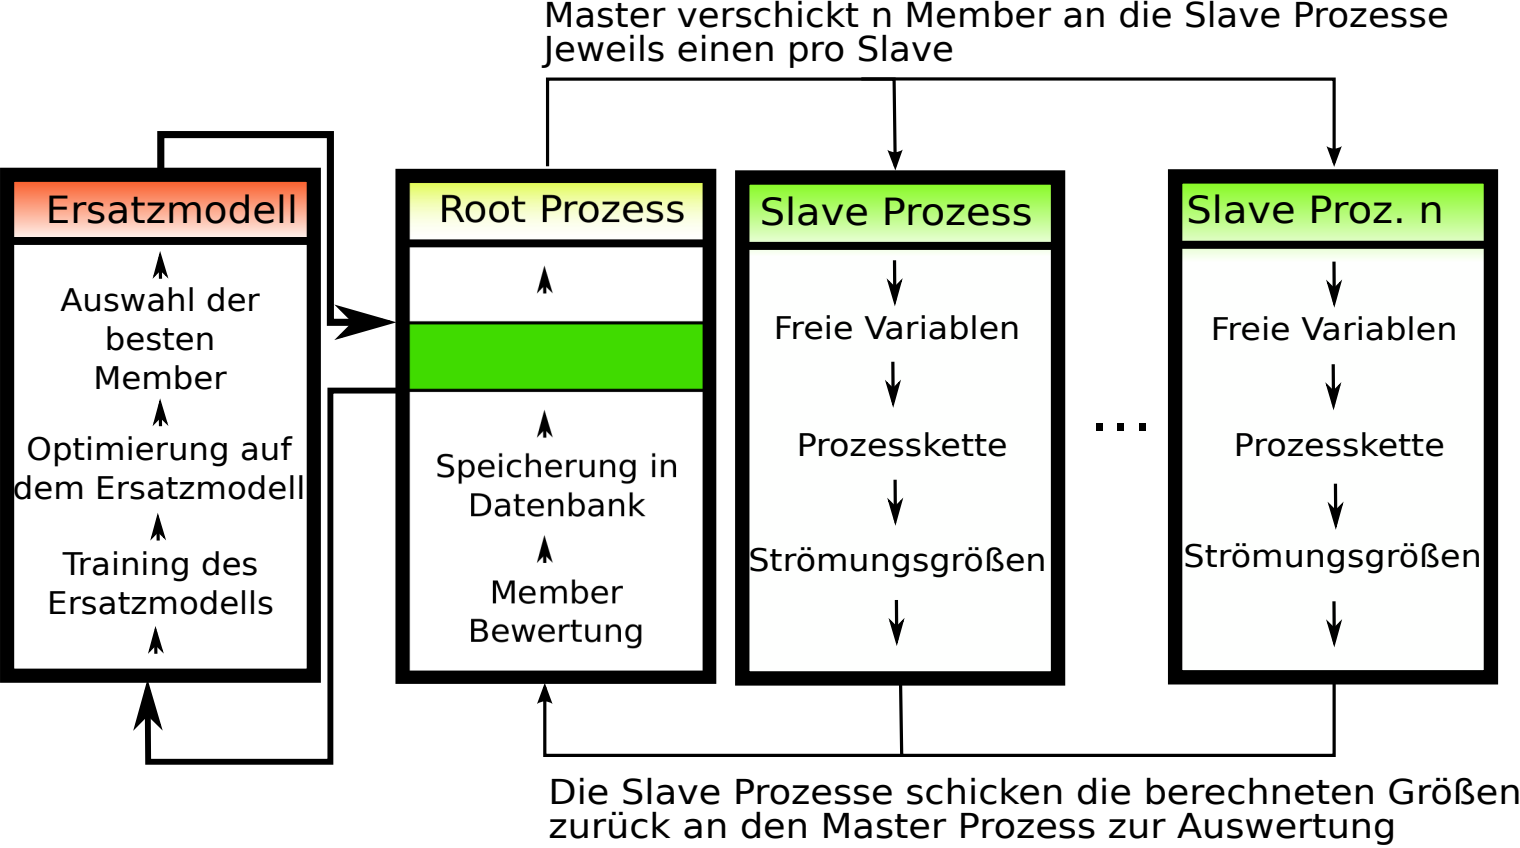 Master verschickt n Member an die Slave Prozesse
Jeweils einen pro Slave
Ersatzmodell
Auswahl der
besten
Member
Optimierung auf
dem Ersatzmodell
Training des
Ersatzmodells
Root Prozess
Speicherung in
Datenbank
Member
Bewertung
Slave Prozess
Freie Variablen
Prozesskette
Strömungsgrößen
...
Slave Proz. n
Freie Variablen
Prozesskette
Strömungsgrößen
Die Slave Prozesse schicken die berechneten Größen
zurück an den Master Prozess zur Auswertung